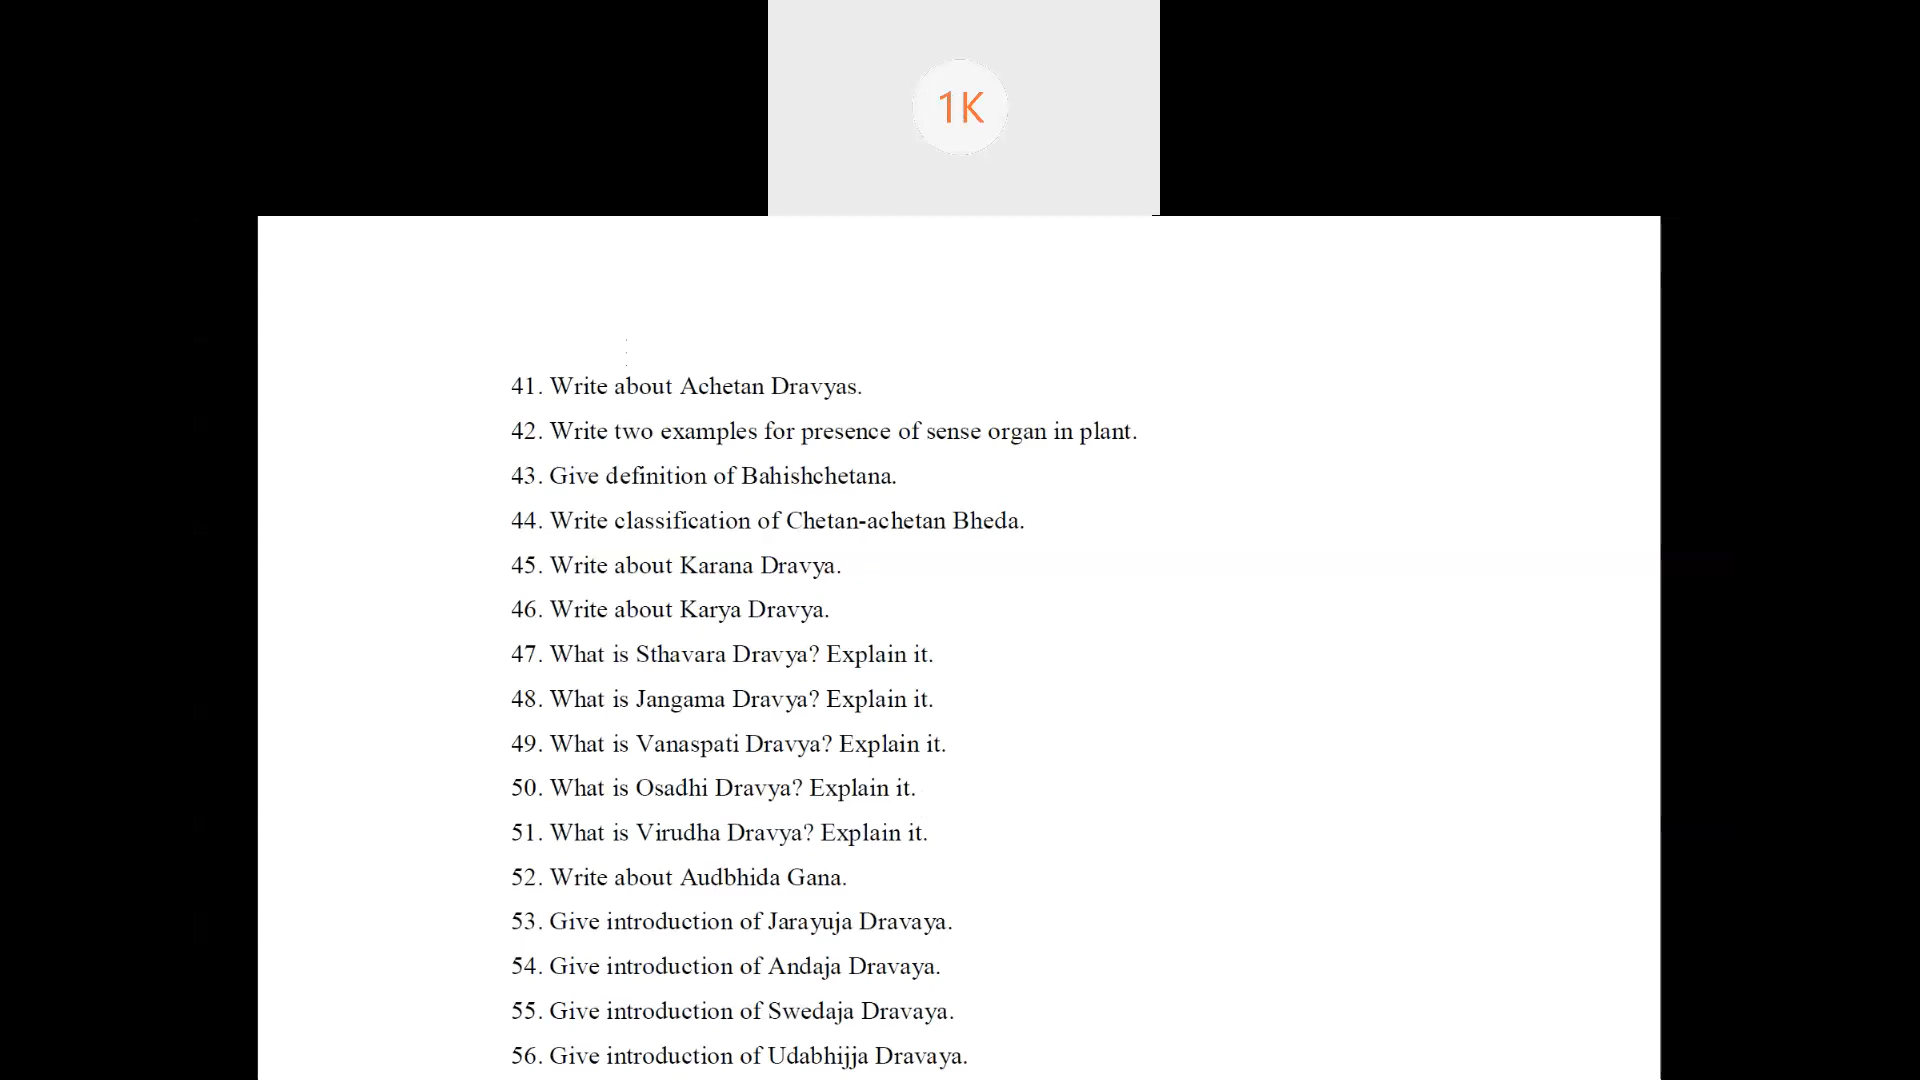 1K
41. Write about Achetan Dravyas.
42. Write two examples for presence of sense organ in plant.
43. Give definition of Bahishchetana.
44. Write classification of Chetan-achetan Bheda.
45. Write about Karana Dravya.
46. Write about Karya Dravya.
47. What is Sthavara Dravya? Explain it.
48. What is Jangama Dravya? Explain it.
49. What is Vanaspati Dravya? Explain it.
50. What is Osadhi Dravya? Explain it.
51. What is Virudha Dravya? Explain it.
52. Write about Audbhida Gana.
53. Give introduction of Jarayuja Dravaya.
54. Give introduction of Andaja Dravaya.
55. Give introduction of Swedaja Dravaya.
56. Give introduction of Udabhijja Dravaya.